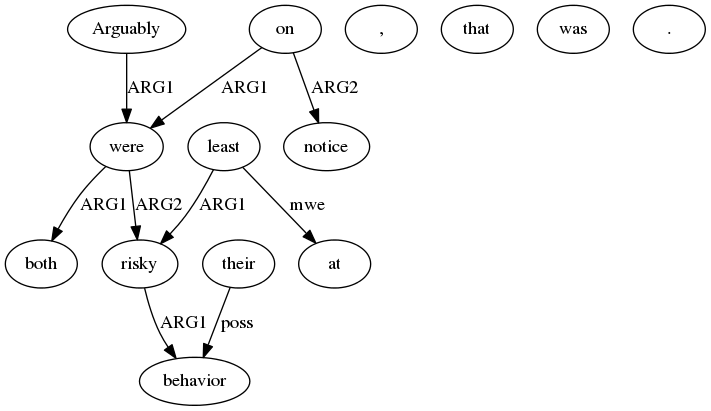 Arguably on , that was .
ARG1 ARG1 ARG2
were least notice
ARG1 ARG2 ARG1 mwe
both risky their at
ARG1 poss
behavior